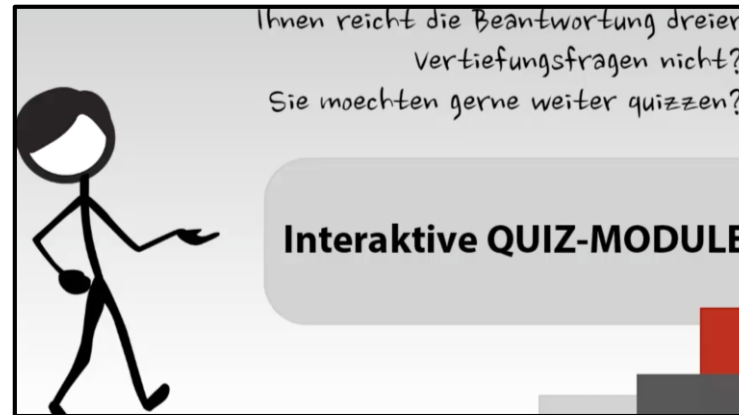 Ihnen reicht die Beantwortung dreier
Vertiefungsfragen nicht?
Sie moechten gerne weiter quizzen?
Interaktive QUIZ-MODULE